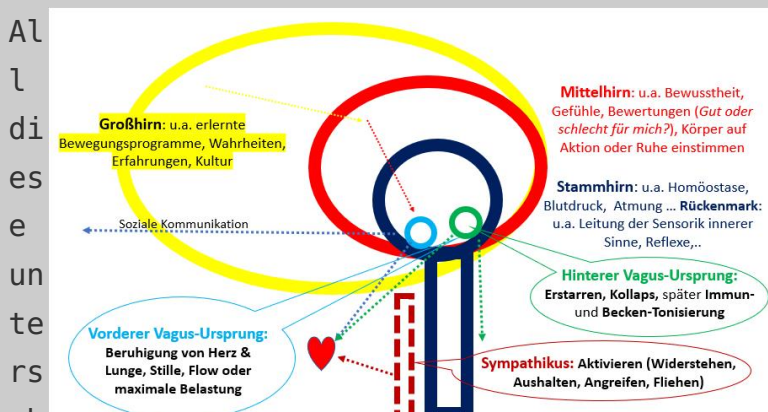 Al
l
di
es
e
un
te
rs
Großhirn: u.a. erlernte
Bewegungsprogramme, Wahrheiten,
Erfahrungen, Kultur
Mittelhirn: u.a. Bewusstheit,
Gefühle, Bewertungen (Gut oder
schlecht für mich?), Körper auf
Aktion oder Ruhe einstimmen
Stammhirn: u.a. Homöostase,
Blutdruck, Atmung ... Rückenmark:
u.a. Leitung der Sensorik innerer
Sinne, Reflexe,..
Soziale Kommunikation
Hinterer Vagus-Ursprung:
Erstarren, Kollaps, später Immun-
und Becken-Tonisierung
Vorderer Vagus-Ursprung:
Beruhigung von Herz &
Lunge, Stille, Flow oder
maximale Belastung
Sympathikus: Aktivieren (Widerstehen,
Aushalten, Angreifen, Fliehen)